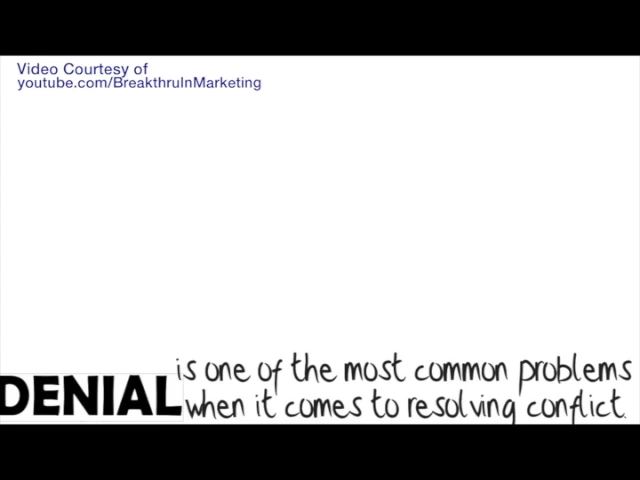 Video Courtesy of
youtube.com/BreakthruInMarketing
is one of the most common problems
DENIAL when it comes to resolving conflict.